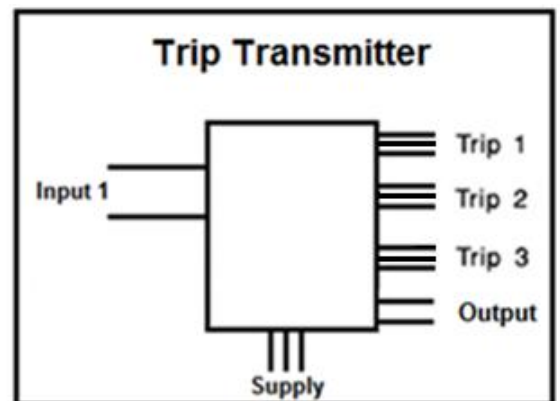 Trip Transmitter
Input 1
Trip 1
Trip 2
Trip 3
Output
Supply